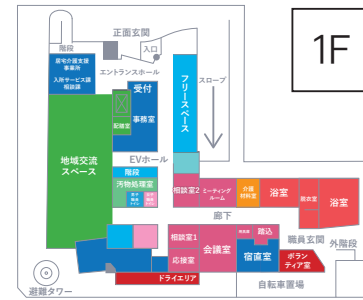 1F
正面玄関
階段
入口
居宅介護支援
事業所
入所サービス課
相談課
エントランスホール
受付
事務室
配膳室
フリースペース
スロープ
地域交流
スペース
EVホール
階段
汚物処理室
相談室2
ミーティング
ルーム
介護
材料室
浴室
脱衣室
浴室
廊下
相談室1
応接室
会議室
踏込
宿直室
職員玄関
外階段
ボラン
ティア室
ドライエリア
自転車置場
避難タワー